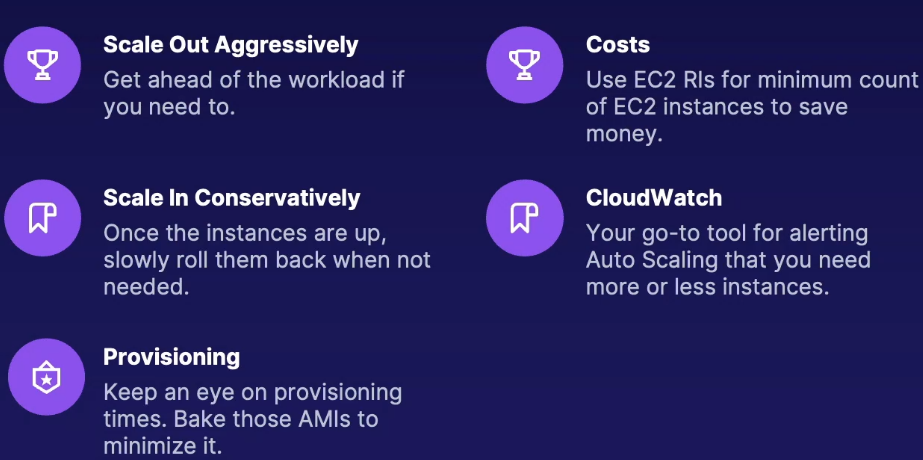 Scale Out Aggressively
Get ahead of the workload if
you need to.
Scale In Conservatively
Once the instances are up,
slowly roll them back when not
needed.
Provisioning
Keep an eye on provisioning
times. Bake those AMIs to
minimize it.
Costs
Use EC2 RIs for minimum count
of EC2 instances to save
money.
CloudWatch
Your go-to tool for alerting
Auto Scaling that you need
more or less instances.